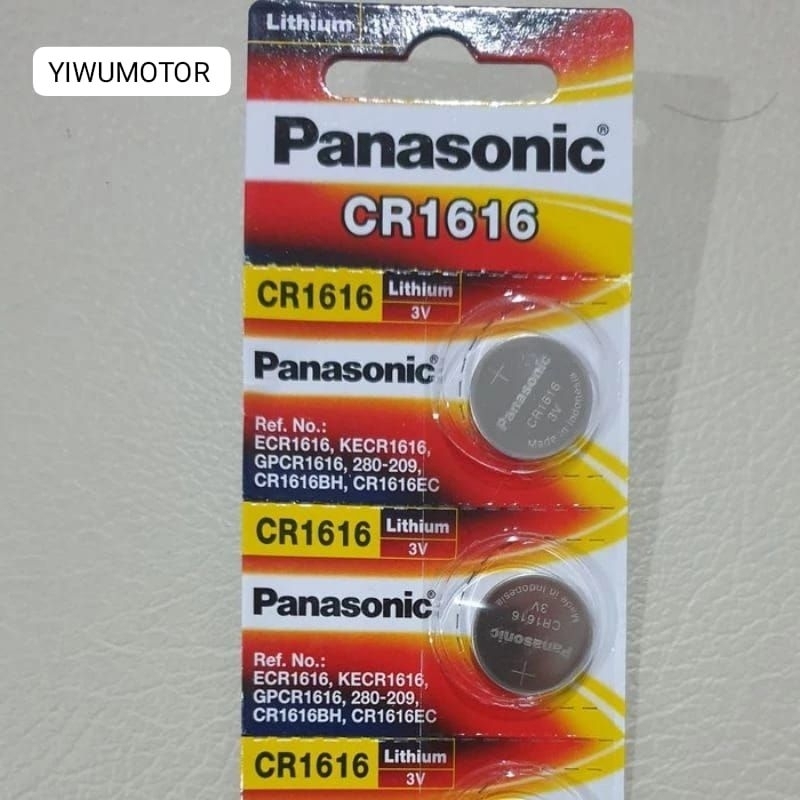 Lithium 3V
YIWUMOTOR
Panasonic®
CR1616
CR1616 Lithium
3V
Panasonic®
Ref. No.:
ECR1616, KECR1616,
GPCR1616, 280-209,
CR1616BH, CR1616EC
+
Panasonic
CR1616
3V
Made in Indonesia
CR1616 Lithium
3V
Panasonic®
Ref. No.:
ECR1616, KECR1616,
GPCR1616, 280-209,
CR1616BH, CR1616EC
Made in Indonesia
3V
CR1616
Panasonic
+
CR1616 Lithium
3V